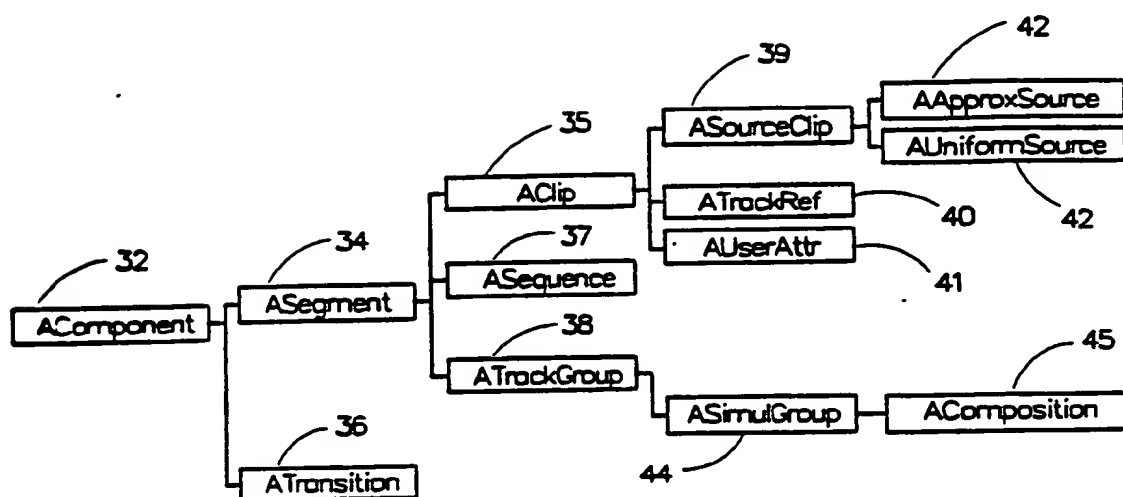 42
39
AApproxSource
35
ASourceClip
AUniformSource
AClip
ATrackRef
40
42
34
37
AUserAttr
32
ASequence
41
ASegment
AComponent
38
45
ATrackGroup
36
ASimulGroup
AComposition
ATransition
44